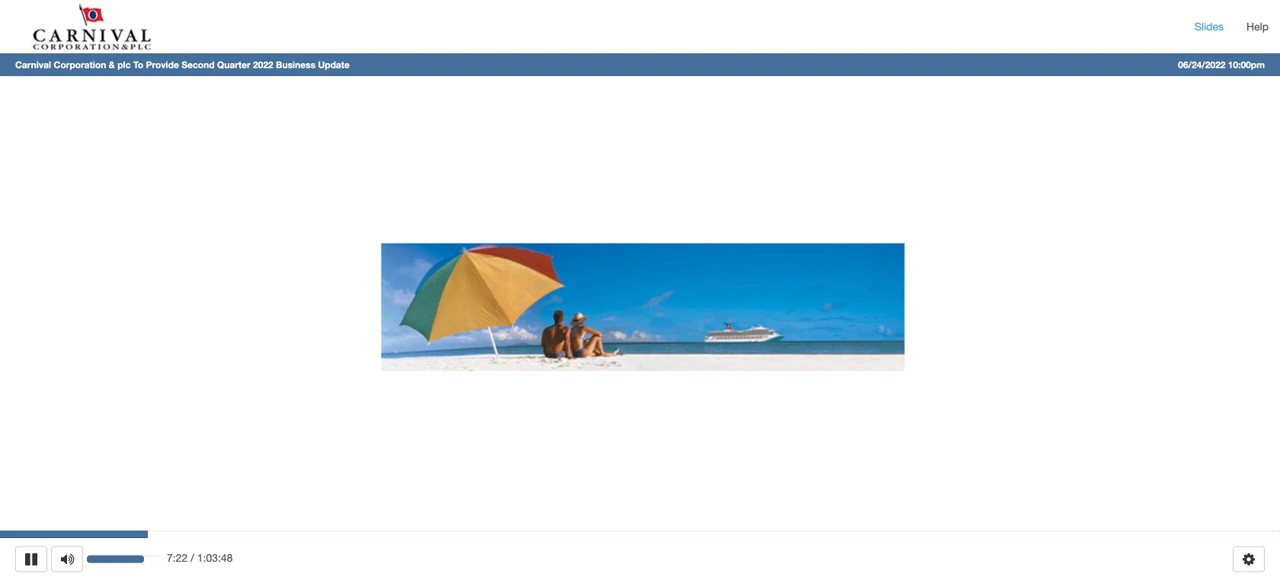 CARNIVAL
CORPORATION&PLC
Slides
Help
Carnival Corporation & plc To Provide Second Quarter 2022 Business Update
06/24/2022 10:00pm
7:22 / 1:03:48